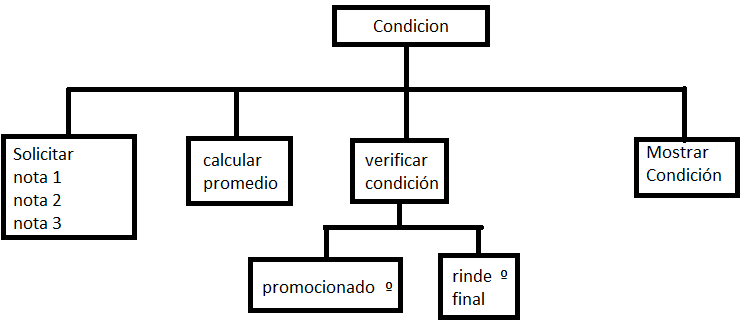 Condicion
Solicitar
nota 1
nota 2
nota 3
calcular
promedio
verificar
condición
Mostrar
Condición
promocionado º
rinde º
final